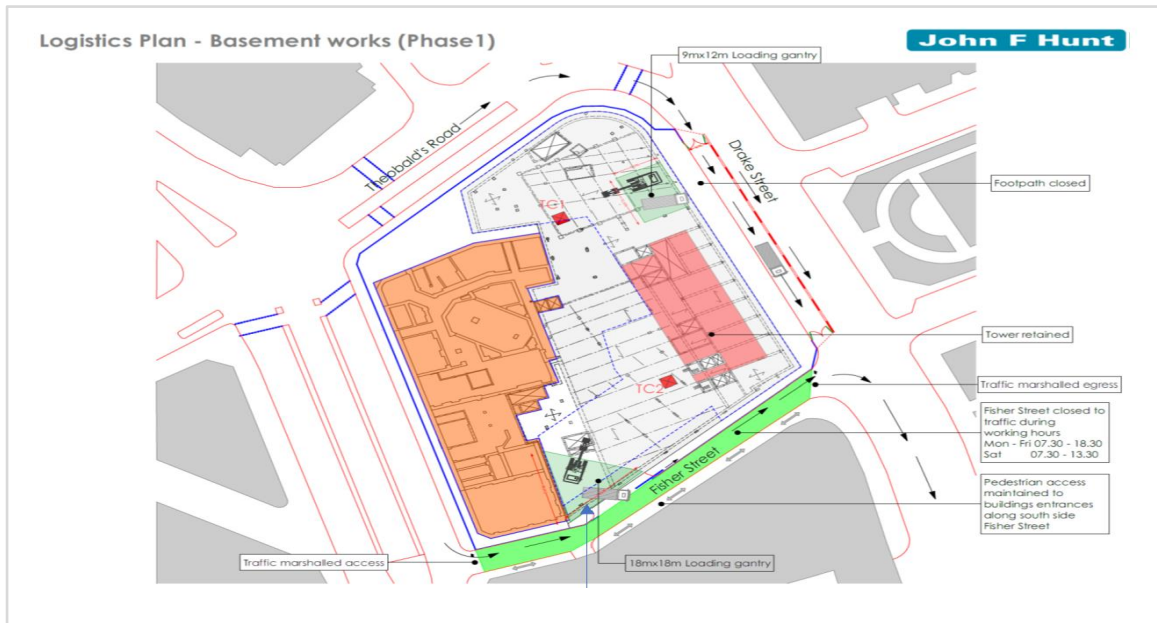 Logistics Plan - Basement works (Phase1)
John F Hunt
9mx12m Loading gantry
Theobald's Road
Drake Street
Footpath closed
TC1
Tower retained
TC2
Traffic marshalled egress
Fisher Street closed to
traffic during
working hours
Mon - Fri 07.30 - 18.30
Sat 07.30 - 13.30
Fisher Street
Pedestrian access
maintained to
buildings entrances
along south side
Fisher Street
Traffic marshalled access
18mx18m Loading gantry